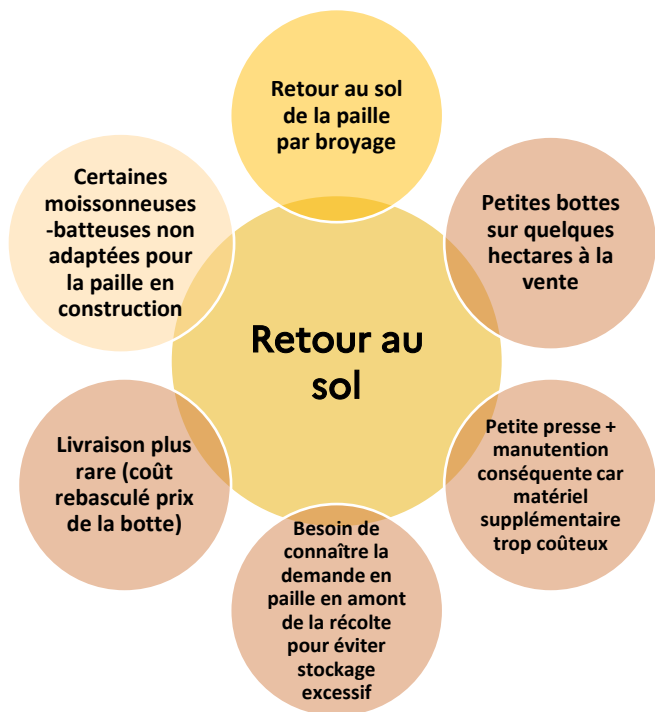 Retour au sol
de la paille
par broyage
Certaines
moissonneuses
-batteuses non
adaptées pour
la paille en
construction
Petites bottes
sur quelques
hectares à la
vente
Retour au
sol
Livraison plus
rare (coût
rebasculé prix
de la botte)
Petite presse +
manutention
conséquente car
matériel
supplémentaire
trop coûteux
Besoin de
connaître la
demande en
paille en amont
de la récolte
pour éviter
stockage
excessif